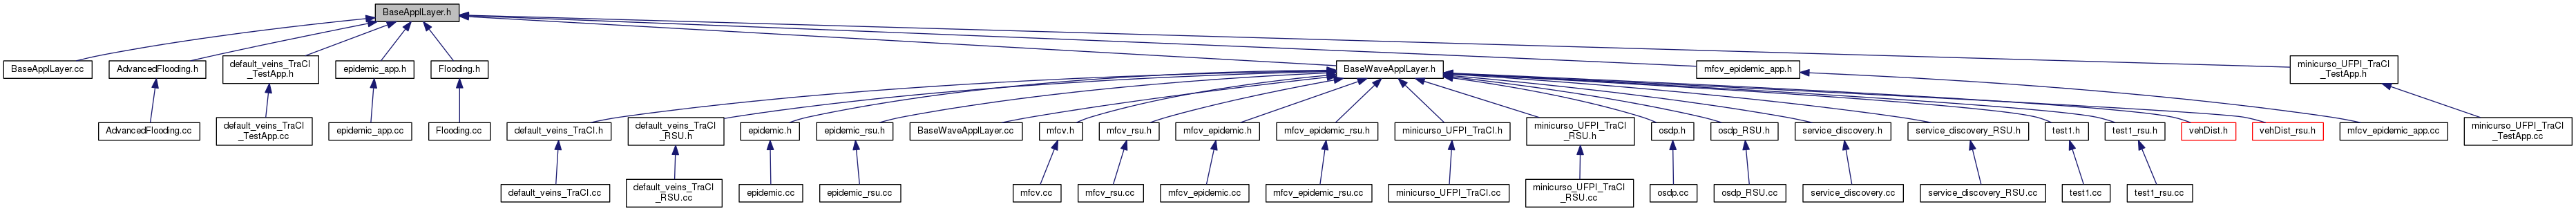 BaseApplLayer.h
BaseApplLayer.cc
AdvancedFlooding.h
default_veins_TraCI
_TestApp.h
epidemic_app.h
Flooding.h
BaseWaveApplLayer.h
mfcv_epidemic_app.h
minicurso_UFPI_TraCI
_TestApp.h
AdvancedFlooding.cc
default_veins_TraCI
_TestApp.cc
epidemic_app.cc
Flooding.cc
default_veins_TraCI.h
default_veins_TraCI
_RSU.h
epidemic.h
epidemic_rsu.h
BaseWaveApplLayer.cc
mfcv.h
mfcv_rsu.h
mfcv_epidemic.h
mfcv_epidemic_rsu.h
minicurso_UFPI_TraCI.h
minicurso_UFPI_TraCI
_RSU.h
osdp.h
osdp_RSU.h
service_discovery.h
service_discovery_RSU.h
test1.h
test1_rsu.h
vehDist.h
vehDist_rsu.h
mfcv_epidemic_app.cc
minicurso_UFPI_TraCI
_TestApp.cc
default_veins_TraCI.cc
default_veins_TraCI
_RSU.cc
epidemic.cc
epidemic_rsu.cc
mfcv.cc
mfcv_rsu.cc
mfcv_epidemic.cc
mfcv_epidemic_rsu.cc
minicurso_UFPI_TraCI.cc
minicurso_UFPI_TraCI
_RSU.cc
osdp.cc
osdp_RSU.cc
service_discovery.cc
service_discovery_RSU.cc
test1.cc
test1_rsu.cc